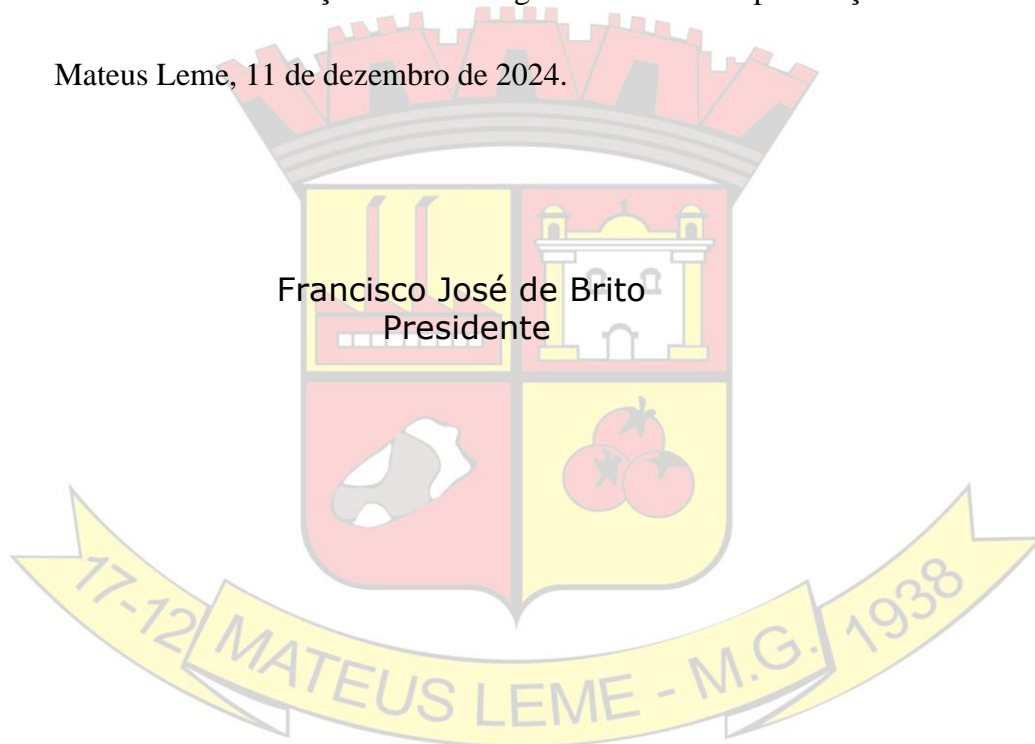 Mateus Leme, 11 de dezembro de 2024.
Francisco José de Brito
Presidente
17-12 MATEUS LEME - M.G. 1938